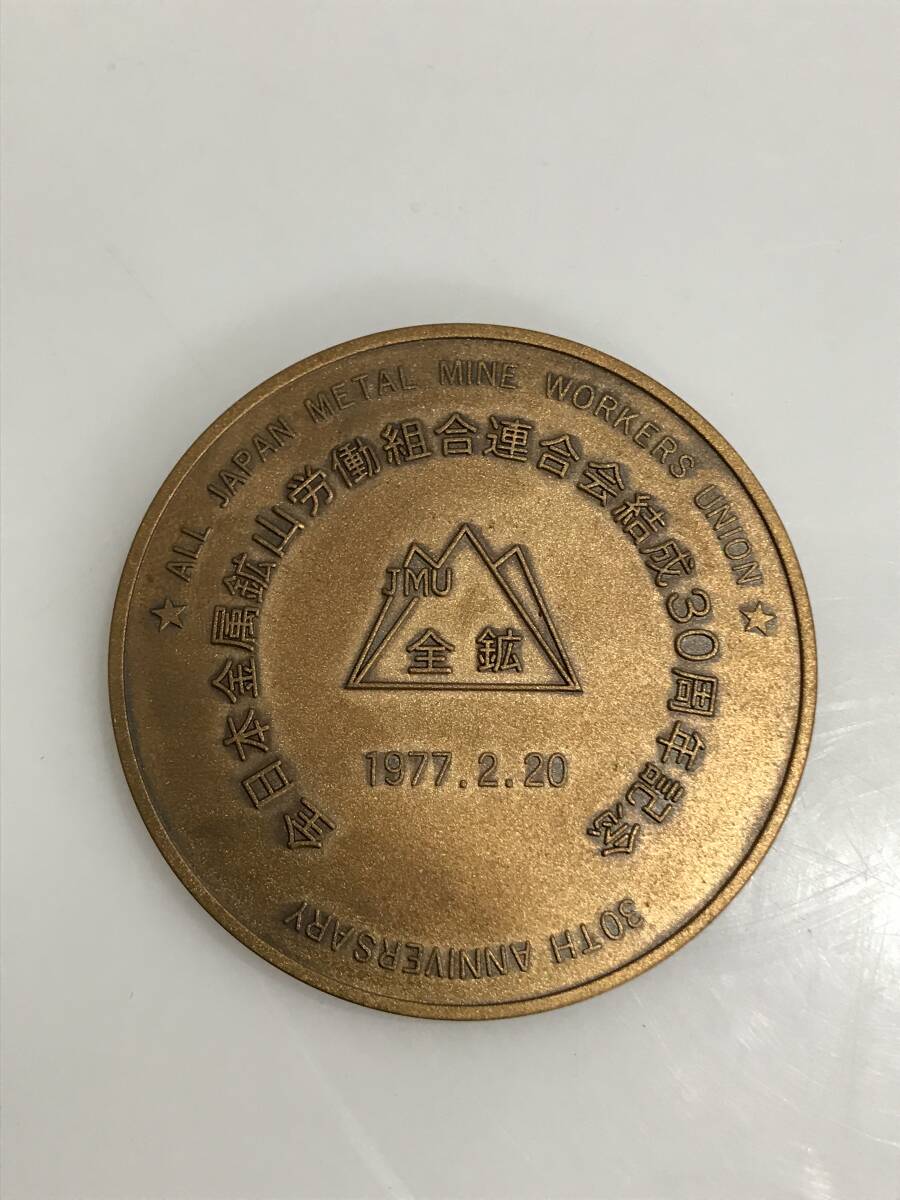 ★ ALL JAPAN METAL MINE WORKERS UNION ★
全日本金属鉱山労働組合連合会結成30周年記念
JMU
全鉱
1977.2.20
30TH ANNIVERSARY